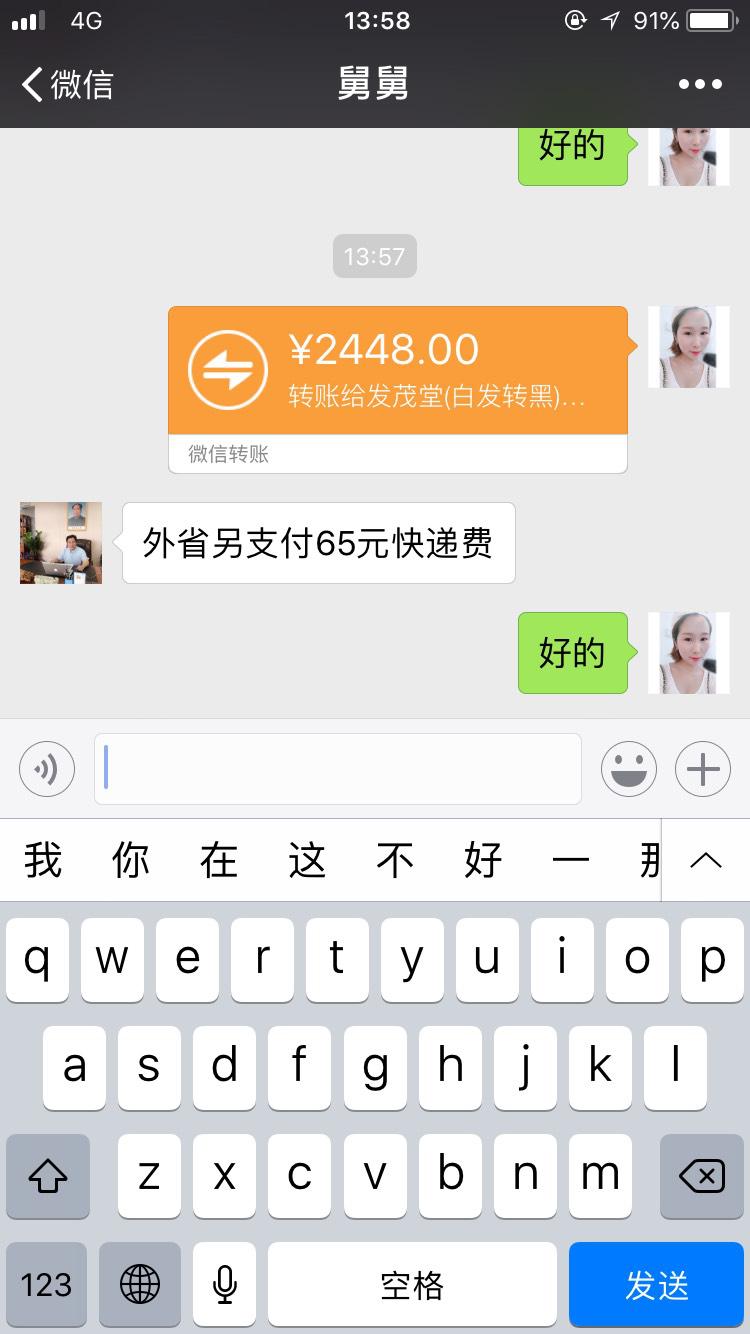 4G 13:58 91%
微信 舅舅
好的
13:57
¥2448.00
转账给发茂堂(白发转黑)...
微信转账
外省另支付65元快递费
好的
我 你 在 这 不 好 一 那
q w e r t y u i o p
a s d f g h j k l
z x c v b n m
123 空格 发送